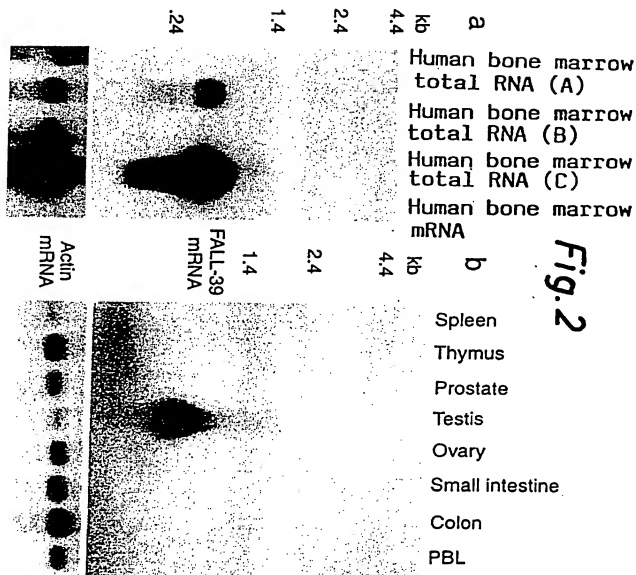 Fig.2
a
kb
4.4
2.4
1.4
.24
Human bone marrow
total RNA (A)
Human bone marrow
total RNA (B)
Human bone marrow
total RNA (C)
Human bone marrow
mRNA
b
kb
4.4
2.4
1.4
FALL-39
mRNA
Actin
mRNA
Spleen
Thymus
Prostate
Testis
Ovary
Small intestine
Colon
PBL